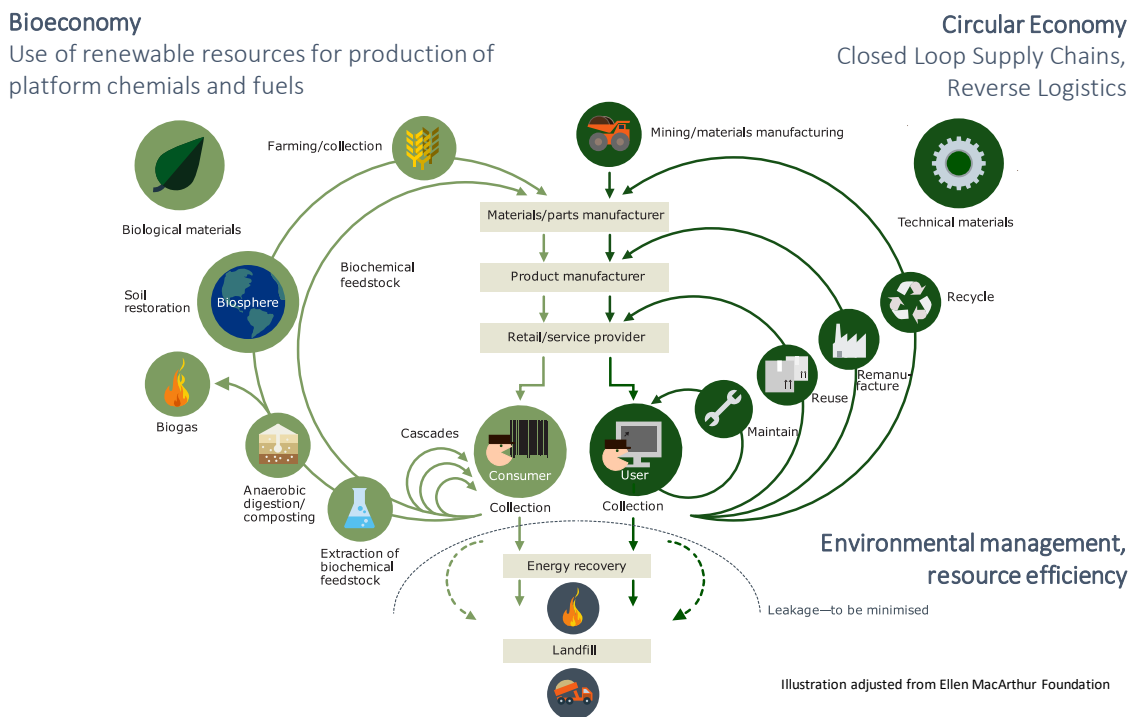 Bioeconomy
Use of renewable resources for production of
platform chemials and fuels
Circular Economy
Closed Loop Supply Chains,
Reverse Logistics
Farming/collection
Mining/materials manufacturing
Biological materials
Technical materials
Materials/parts manufacturer
Biochemical
feedstock
Product manufacturer
Soil
restoration
Biosphere
Recycle
Retail/service provider
Remanu-
facture
Reuse
Biogas
Maintain
Cascades
Consumer
User
Anaerobic
digestion/
composting
Collection
Collection
Extraction of
biochemical
feedstock
Energy recovery
Environmental management,
resource efficiency
Leakage—to be minimised
Landfill
Illustration adjusted from Ellen MacArthur Foundation